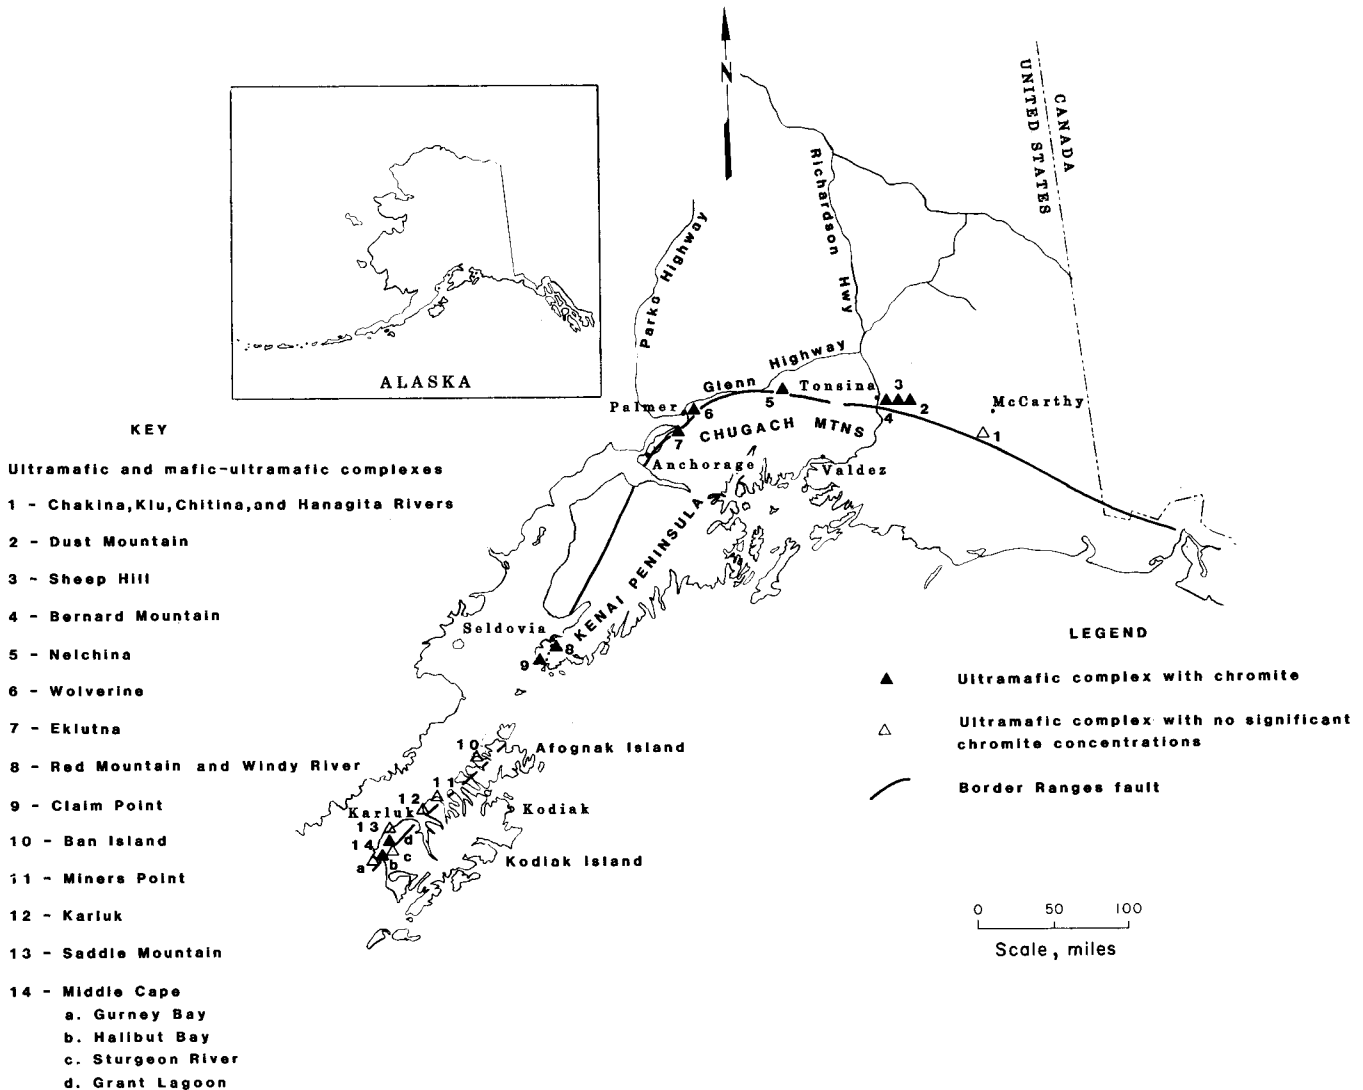 N
CANADA
UNITED STATES
Richardson Hwy
Parks Highway
ALASKA
Glenn Highway
Tonsina
3
5
4
2
McCarthy
1
Palmer
6
7
CHUGACH MTNS
Anchorage
Valdez
KENAI PENINSULA
Seldovia
8
9
10
Afognak Island
11
12
Karluk
Kodiak
13
14
d
c
a
b
Kodiak Island
KEY
Ultramafic and mafic-ultramafic complexes
1 - Chakina, Klu, Chitina, and Hanagita Rivers
2 - Dust Mountain
3 - Sheep Hill
4 - Bernard Mountain
5 - Nelchina
6 - Wolverine
7 - Eklutna
8 - Red Mountain and Windy River
9 - Claim Point
10 - Ban Island
11 - Miners Point
12 - Karluk
13 - Saddle Mountain
14 - Middle Cape
a. Gurney Bay
b. Halibut Bay
c. Sturgeon River
d. Grant Lagoon
LEGEND
Ultramafic complex with chromite
Ultramafic complex with no significant
chromite concentrations
Border Ranges fault
0 50 100
Scale, miles